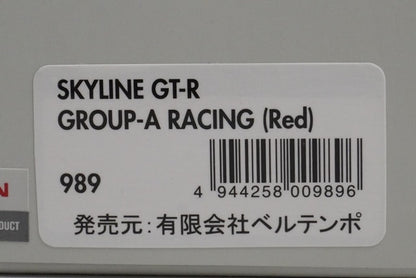 SKYLINE GT-R
GROUP-A RACING (Red)
989
4 944258 009896
N
ODUCT
発売元:有限会社ベルテンポ